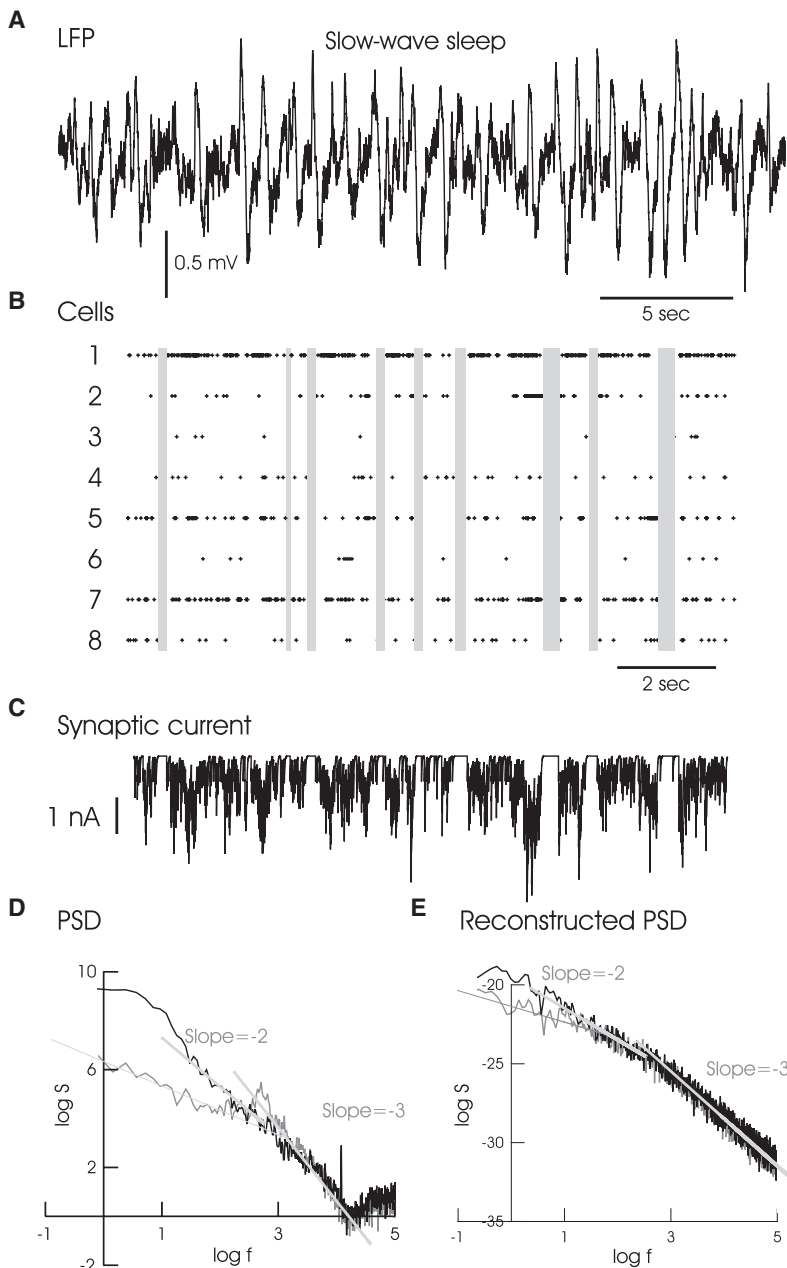 A
LFP
Slow-wave sleep
0.5 mV
5 sec
B
Cells
1
2
3
4
5
6
7
8
2 sec
C
Synaptic current
1 nA
D
PSD
10
6
2
-2
log S
-1
1
3
5
log f
Slope=-2
Slope=-3
E
Reconstructed PSD
-20
-25
-30
-35
log S
-1
1
3
5
log f
Slope=-2
Slope=-3